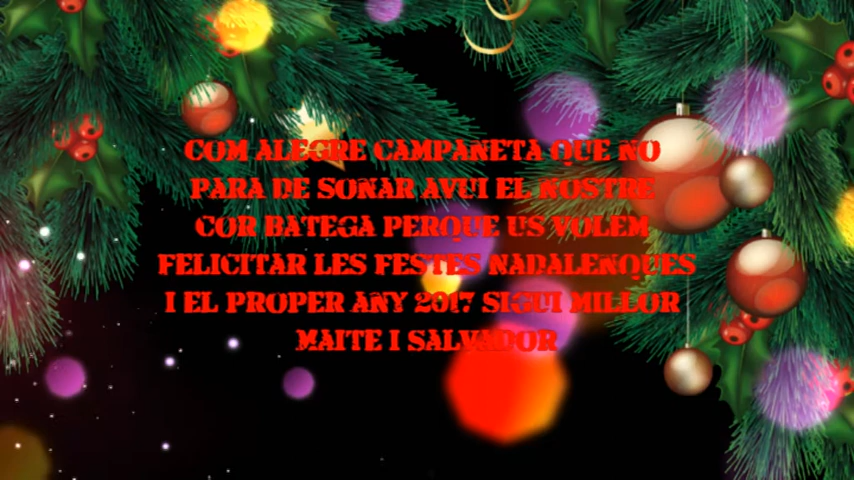 COM ALEGRE CAMPANETA QUE NO
PARA DE SONAR AVUI EL NOSTRE
COR BATEGA PERQUE US VOLEM
FELICITAR LES FESTES NADALENQUES
I EL PROPER ANY 2017 SIGUI MILLOR
MAITE I SALVADOR